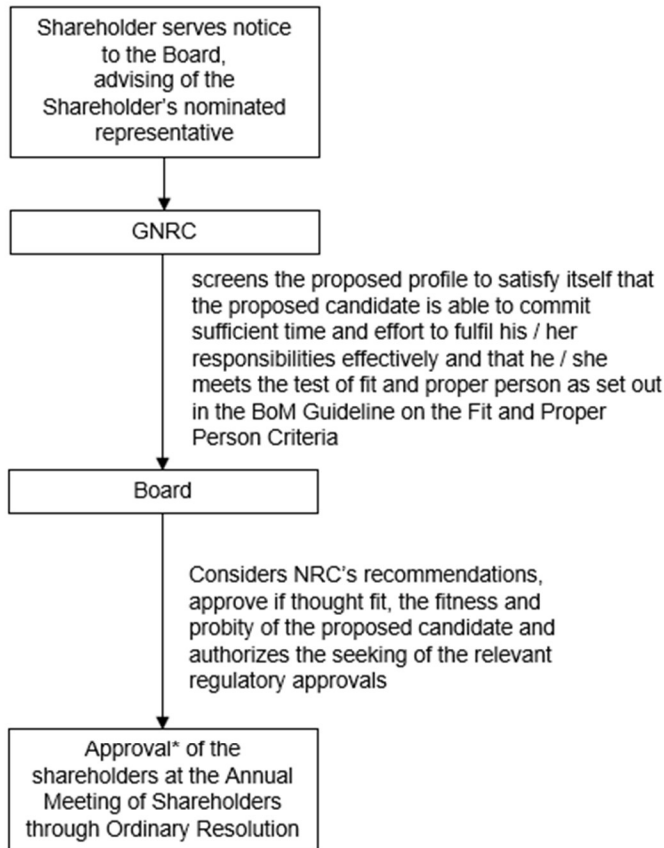 Shareholder serves notice
to the Board,
advising of the
Shareholder's nominated
representative
GNRC
screens the proposed profile to satisfy itself that
the proposed candidate is able to commit
sufficient time and effort to fulfil his / her
responsibilities effectively and that he / she
meets the test of fit and proper person as set out
in the BoM Guideline on the Fit and Proper
Person Criteria
Board
Considers NRC's recommendations,
approve if thought fit, the fitness and
probity of the proposed candidate and
authorizes the seeking of the relevant
regulatory approvals
Approval* of the
shareholders at the Annual
Meeting of Shareholders
through Ordinary Resolution